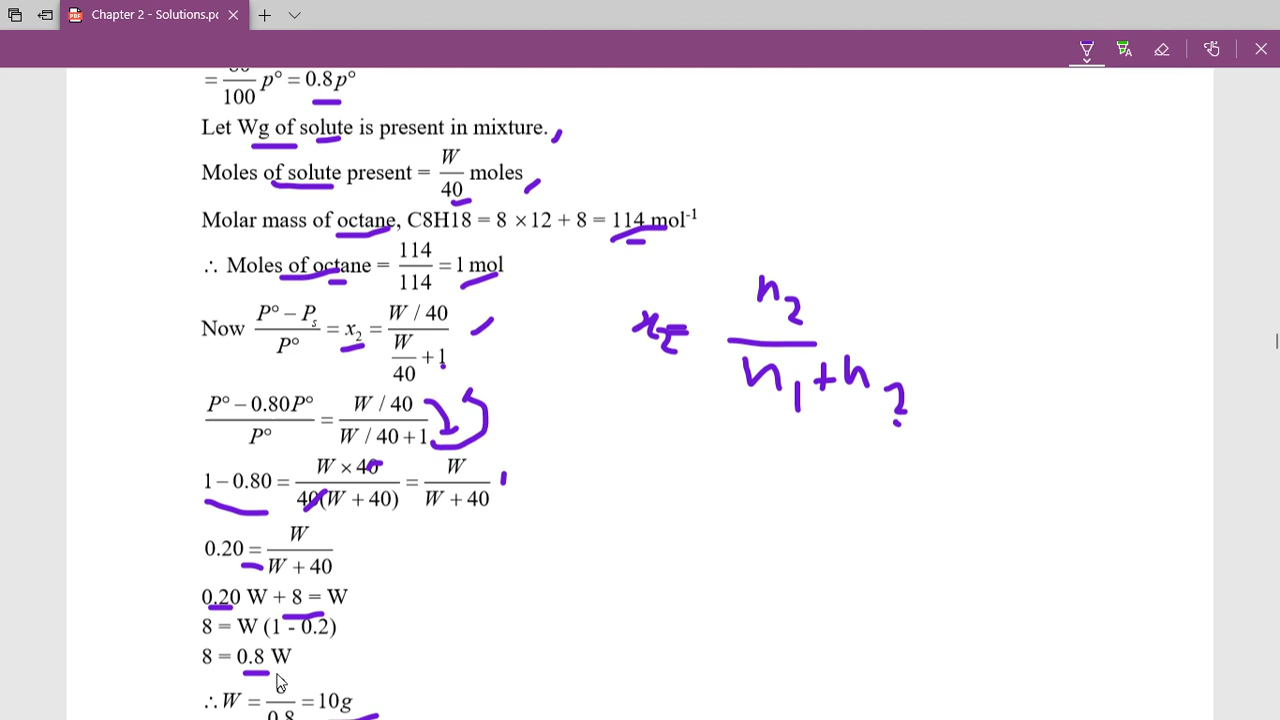 Chapter 2 - Solutions.pc
= /100 p° = 0.8 p°
Let Wg of solute is present in mixture.
Moles of solute present = W/40 moles
Molar mass of octane, C8H18 = 8 ×12 + 8 = 114 mol⁻¹
∴ Moles of octane = 114/114 = 1 mol
Now (P° – Pₛ)/P° = x₂ = (W / 40)/(W/40 + 1)
x₂ = n₂/(n₁+n₂)
(P° – 0.80P°)/P° = (W / 40)/(W / 40 + 1)
1 – 0.80 = (W × 40)/(40(W + 40)) = W/(W + 40)
0.20 = W/(W + 40)
0.20 W + 8 = W
8 = W (1 - 0.2)
8 = 0.8 W
∴ W = /0.8 = 10g